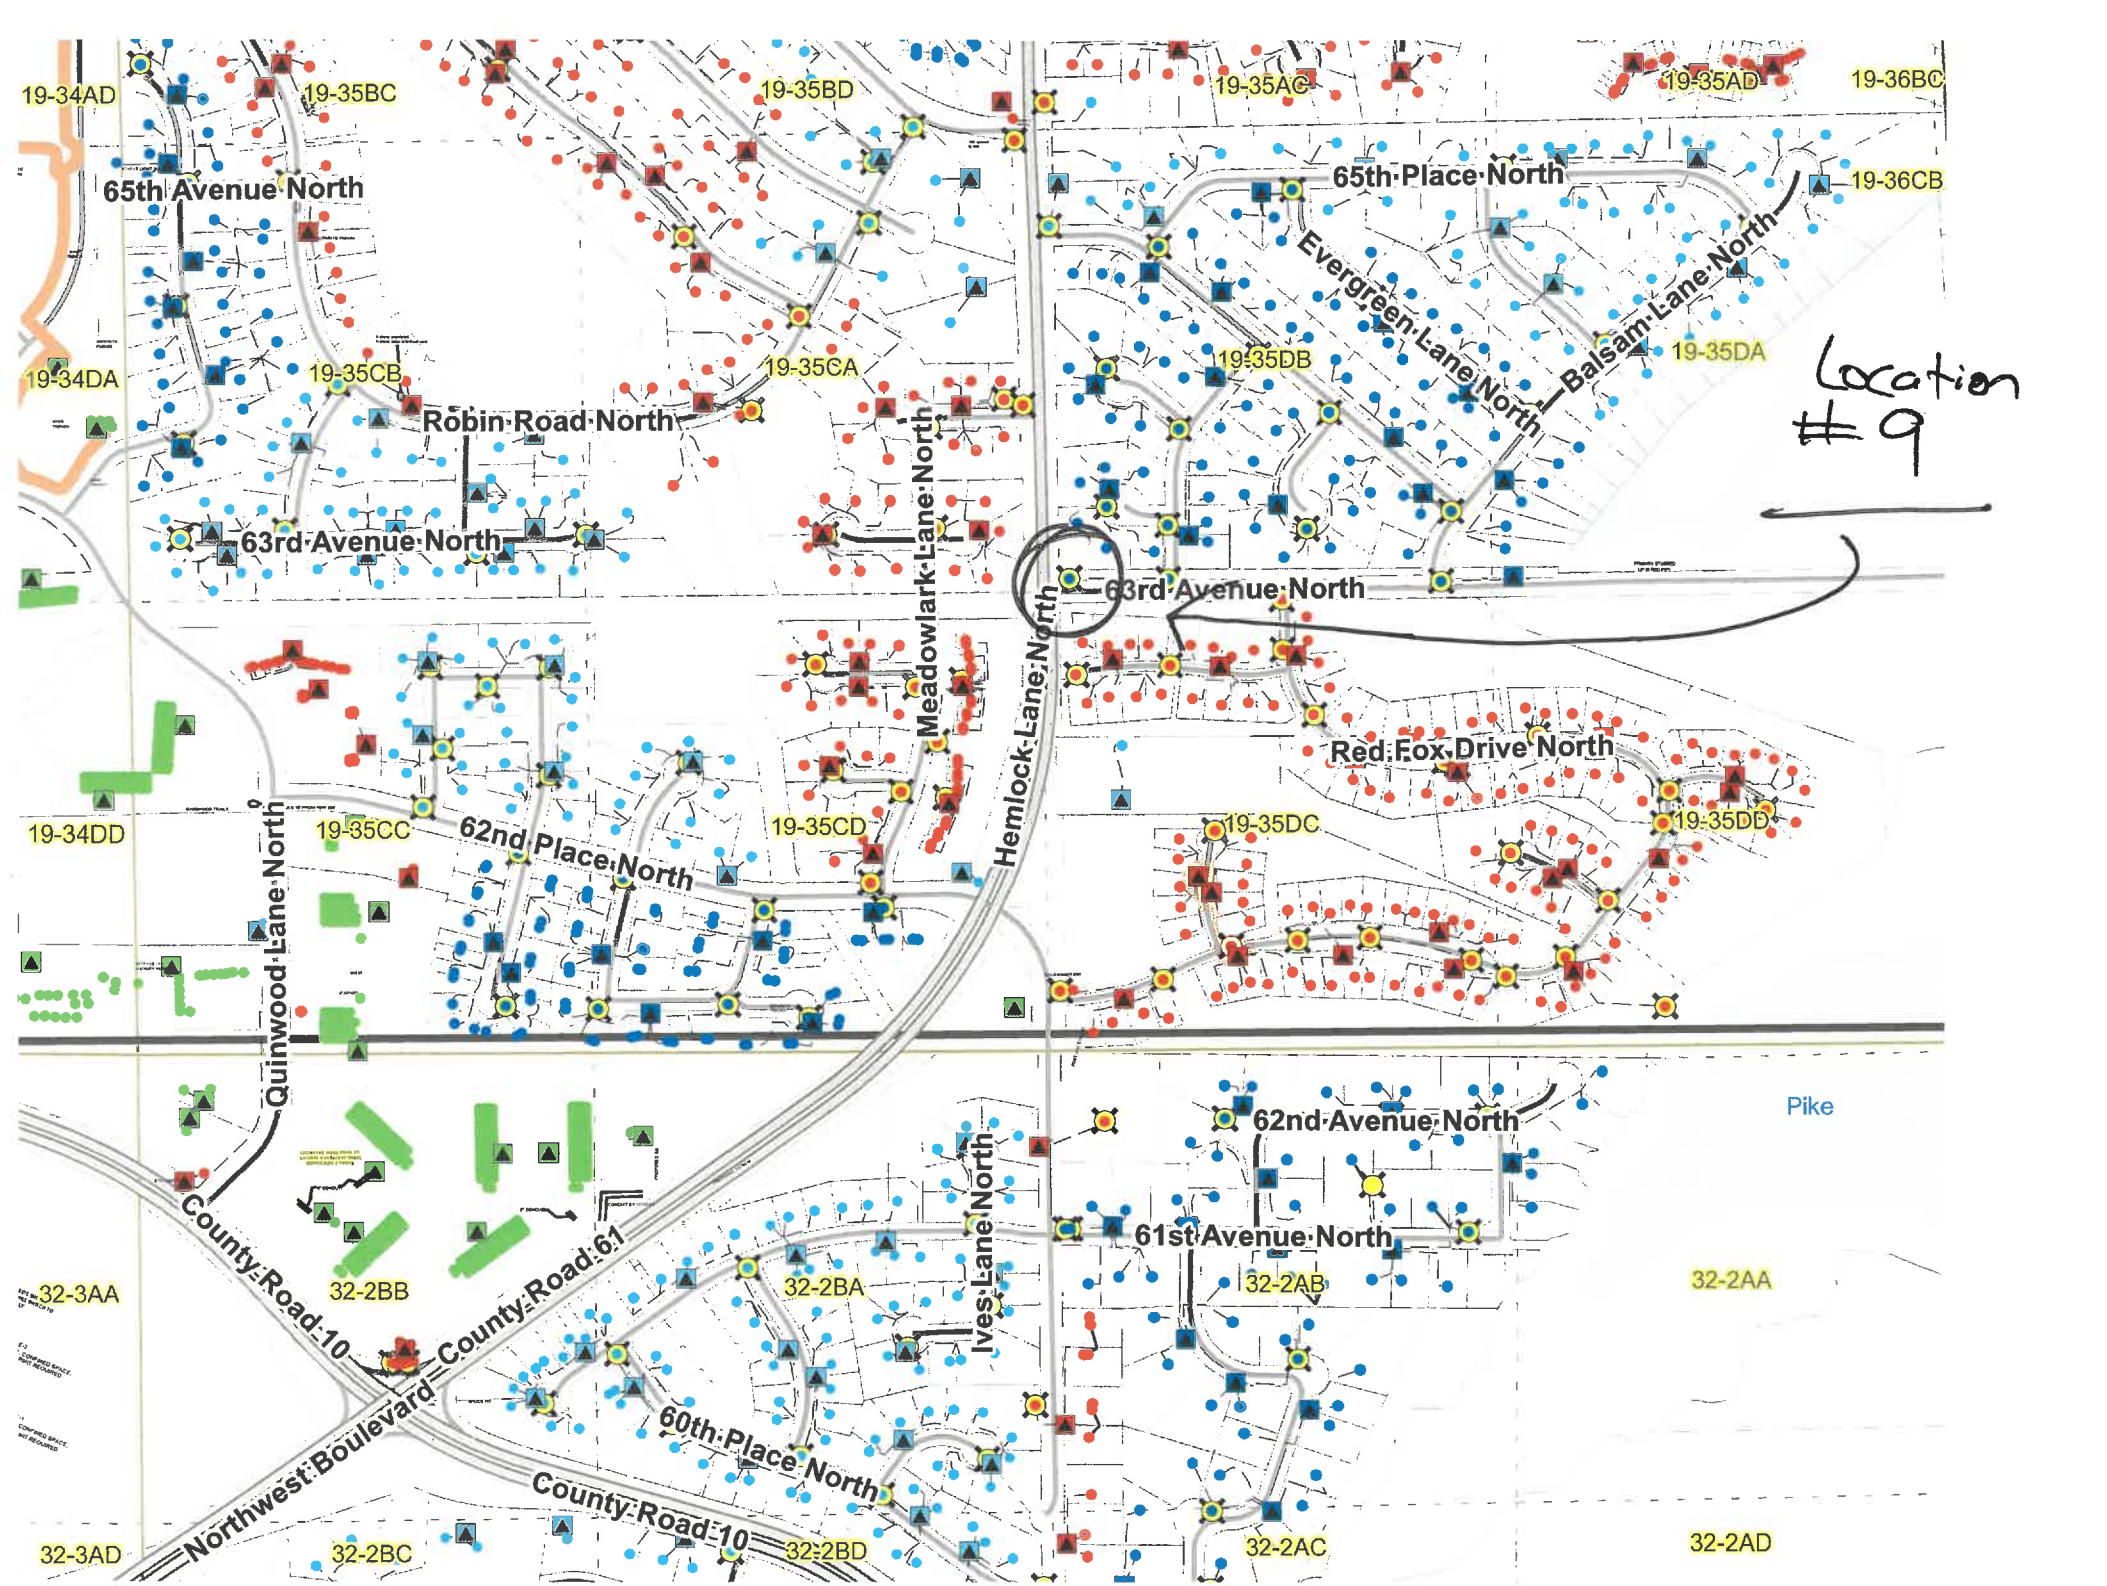 19-34AD
19-35BC
19-35BD
19-35AC
19-35AD
19-36BC
65th Avenue North
65th Place North
19-36CB
Evergreen Lane North
Balsam Lane North
19-34DA
19-35CB
19-35CA
19-35DB
19-35DA
Location
# 9
Robin Road North
Meadowlark Lane North
63rd Avenue North
63rd Avenue North
Hemlock Lane North
Red Fox Drive North
19-34DD
19-35CC
62nd Place North
19-35CD
19-35DC
19-35DD
Quinwood Lane North
Pike
62nd Avenue North
Ives Lane North
61st Avenue North
County Road 10
County Road 61
32-3AA
32-2BB
32-2BA
32-2AB
32-2AA
Northwest Boulevard
60th Place North
County Road 10
32-3AD
32-2BC
32-2BD
32-2AC
32-2AD